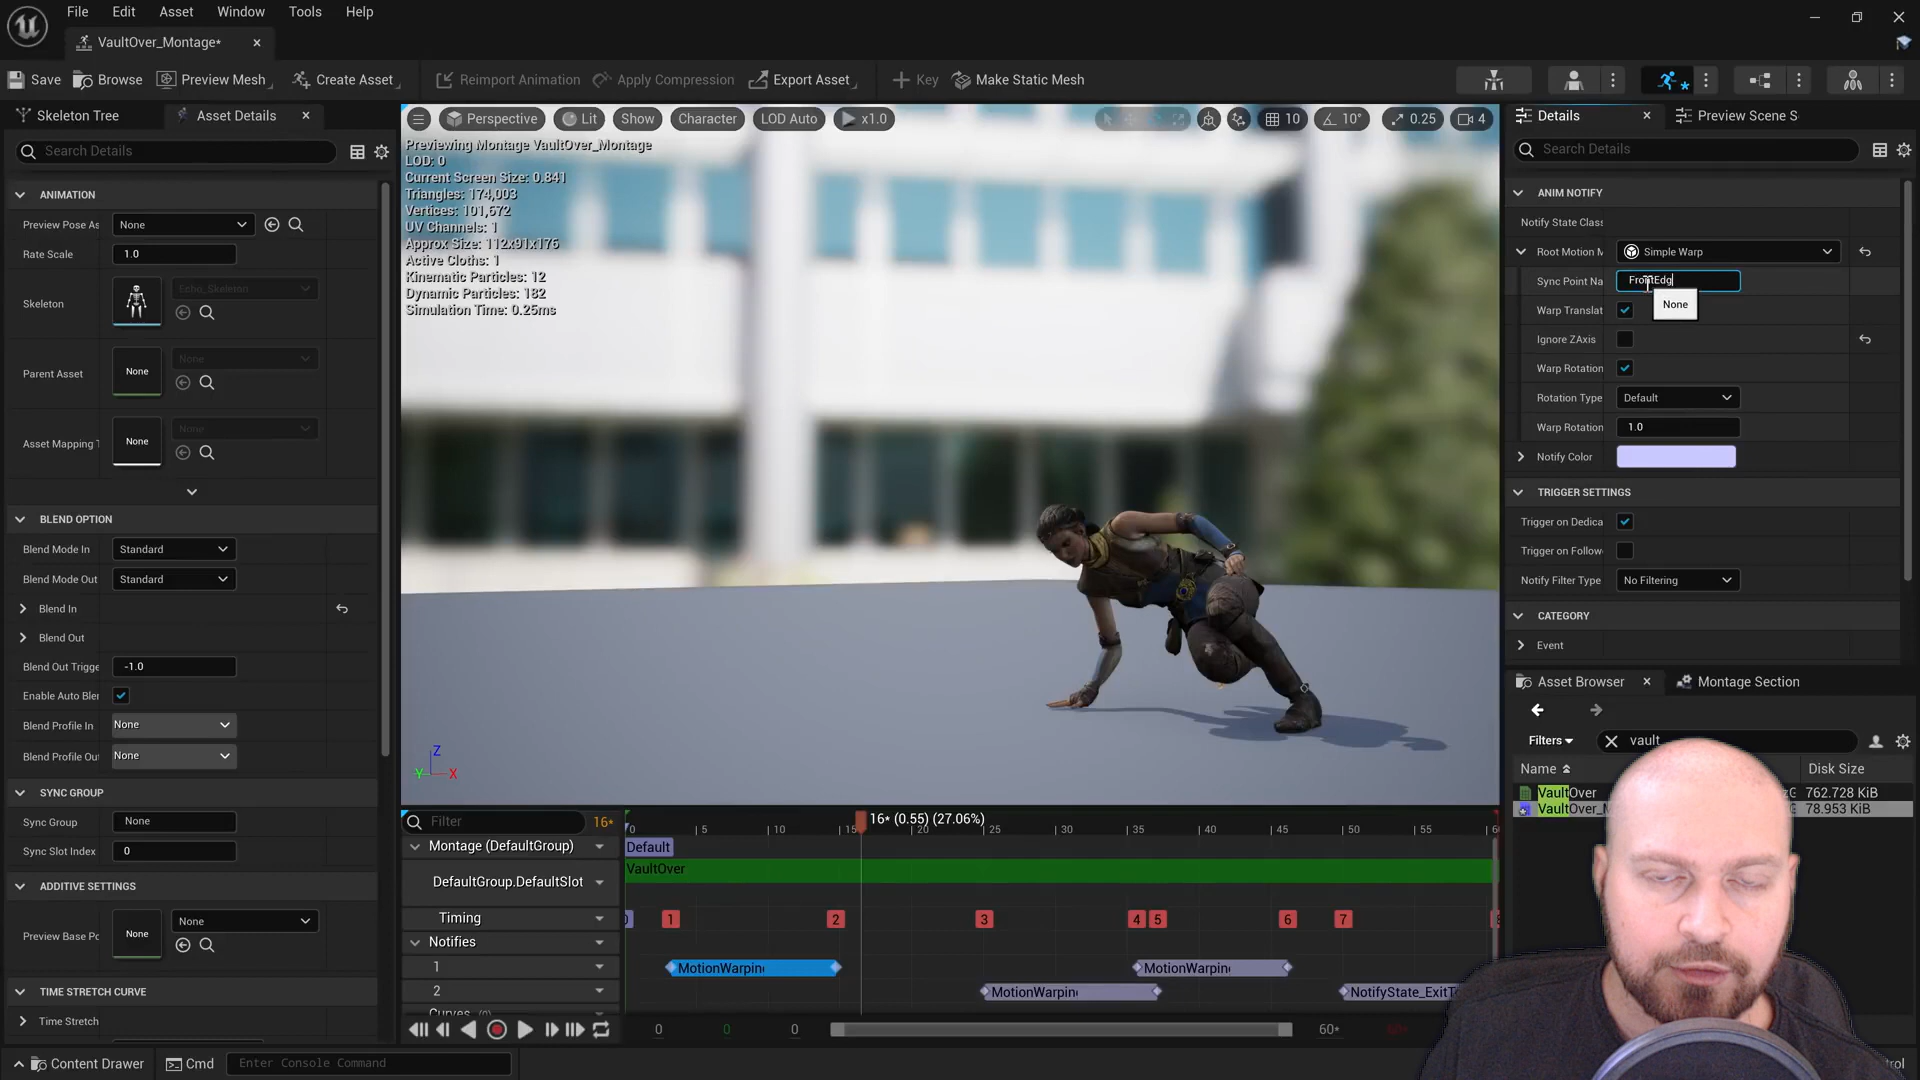 File Edit Asset Window Tools Help
VaultOver_Montage*
Save Browse Preview Mesh Create Asset Reimport Animation Apply Compression Export Asset Key Make Static Mesh
Skeleton Tree Asset Details
Search Details
ANIMATION
Preview Pose As None
Rate Scale 1.0
Skeleton Echo_Skeleton
Parent Asset None None
Asset Mapping T None None
BLEND OPTION
Blend Mode In Standard
Blend Mode Out Standard
Blend In
Blend Out
Blend Out Trigge -1.0
Enable Auto Blen
Blend Profile In None
Blend Profile Out None
SYNC GROUP
Sync Group None
Sync Slot Index 0
ADDITIVE SETTINGS
Preview Base Po None None
TIME STRETCH CURVE
Time Stretch
Perspective Lit Show Character LOD Auto x1.0 10 10° 0.25 4
Previewing Montage VaultOver_Montage
LOD: 0
Current Screen Size: 0.841
Triangles: 174,003
Vertices: 101,672
UV Channels: 1
Approx Size: 112x91x176
Active Cloths: 1
Kinematic Particles: 12
Dynamic Particles: 182
Simulation Time: 0.25ms
Z
Y X
Filter 16* 16* (0.55) (27.06%)
0 5 10 15 20 25 30 35 40 45 50 55 60
Montage (DefaultGroup) Default
VaultOver
DefaultGroup.DefaultSlot
Timing 1 2 3 4 5 6 7
Notifies
1 MotionWarpin MotionWarpin
2 MotionWarpin NotifyState_ExitT
Curves
0 0 0 60*
Details Preview Scene S
Search Details
ANIM NOTIFY
Notify State Class
Root Motion M Simple Warp
Sync Point Na FrontEdg
None
Warp Translat
Ignore ZAxis
Warp Rotation
Rotation Type Default
Warp Rotation 1.0
Notify Color
TRIGGER SETTINGS
Trigger on Dedica
Trigger on Follow
Notify Filter Type No Filtering
CATEGORY
Event
Asset Browser Montage Section
Filters vault
Name Disk Size
VaultOver 762.728 KiB
VaultOver_M 78.953 KiB
Content Drawer Cmd Enter Console Command